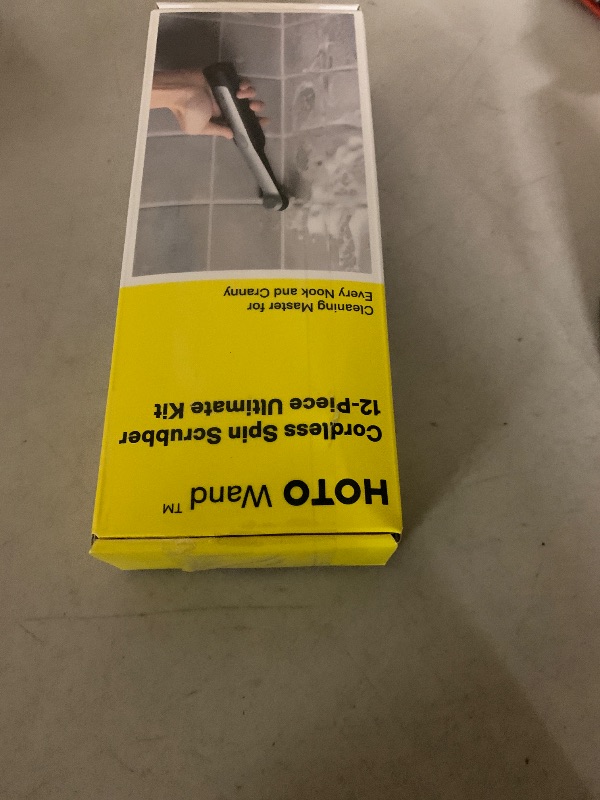 HOTO Wand ™
Cordless Spin Scrubber
12-Piece Ultimate Kit
Cleaning Master for
Every Nook and Cranny